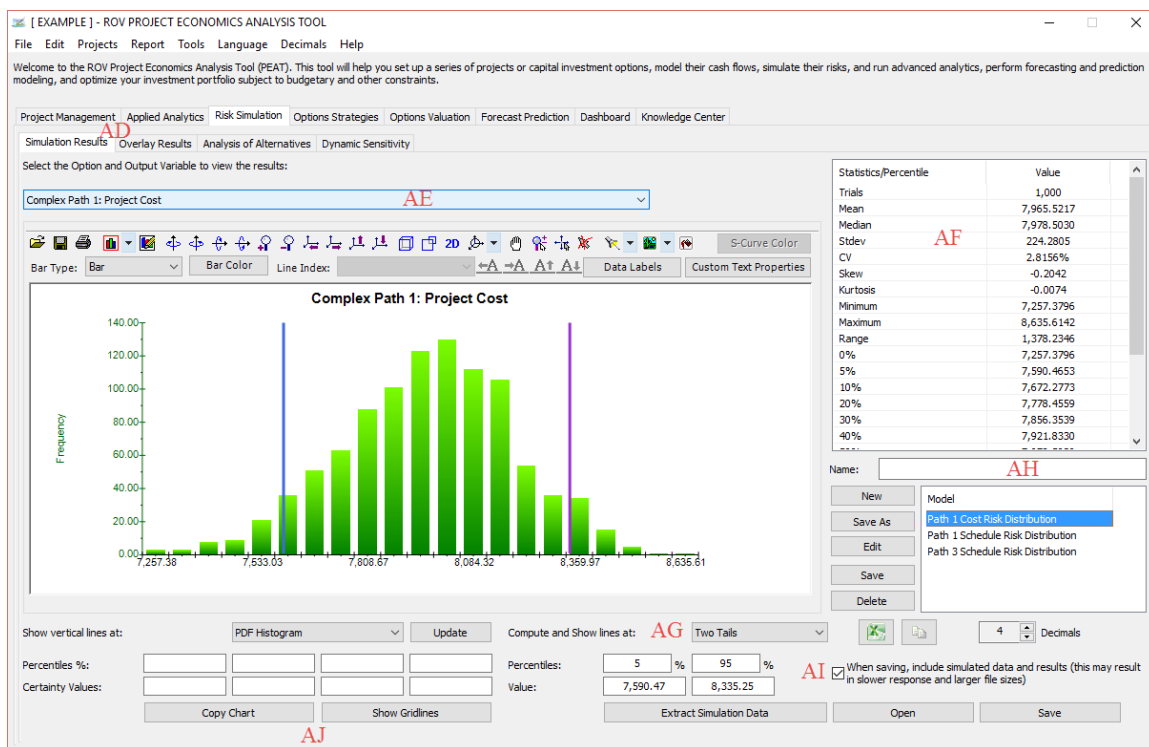 [ EXAMPLE ] - ROV PROJECT ECONOMICS ANALYSIS TOOL
File Edit Projects Report Tools Language Decimals Help
Welcome to the ROV Project Economics Analysis Tool (PEAT). This tool will help you set up a series of projects or capital investment options, model their cash flows, simulate their risks, and run advanced analytics, perform forecasting and prediction
modeling, and optimize your investment portfolio subject to budgetary and other constraints.
Project Management Applied Analytics Risk Simulation Options Strategies Options Valuation Forecast Prediction Dashboard Knowledge Center
AD
Simulation Results Overlay Results Analysis of Alternatives Dynamic Sensitivity
Select the Option and Output Variable to view the results:
Complex Path 1: Project Cost AE
2D S-Curve Color
Bar Type: Bar Bar Color Line Index: ←A →A A↑ A↓ Data Labels Custom Text Properties
Complex Path 1: Project Cost
Frequency
140.00
120.00
100.00
80.00
60.00
40.00
20.00
0.00
7,257.38 7,533.03 7,808.67 8,084.32 8,359.97 8,635.61
Statistics/Percentile Value
Trials 1,000
Mean 7,965.5217
Median 7,978.5030
Stdev 224.2805
AF
CV 2.8156%
Skew -0.2042
Kurtosis -0.0074
Minimum 7,257.3796
Maximum 8,635.6142
Range 1,378.2346
0% 7,257.3796
5% 7,590.4653
10% 7,672.2773
20% 7,778.4559
30% 7,856.3539
40% 7,921.8330
Name: AH
New
Save As
Edit
Save
Delete
Model
Path 1 Cost Risk Distribution
Path 1 Schedule Risk Distribution
Path 3 Schedule Risk Distribution
Show vertical lines at: PDF Histogram Update Compute and Show lines at: AG Two Tails 4 Decimals
Percentiles %: Percentiles: 5 % 95 %
Certainty Values: Value: 7,590.47 8,335.25
AI When saving, include simulated data and results (this may result
in slower response and larger file sizes)
Copy Chart Show Gridlines Extract Simulation Data Open Save
AJ